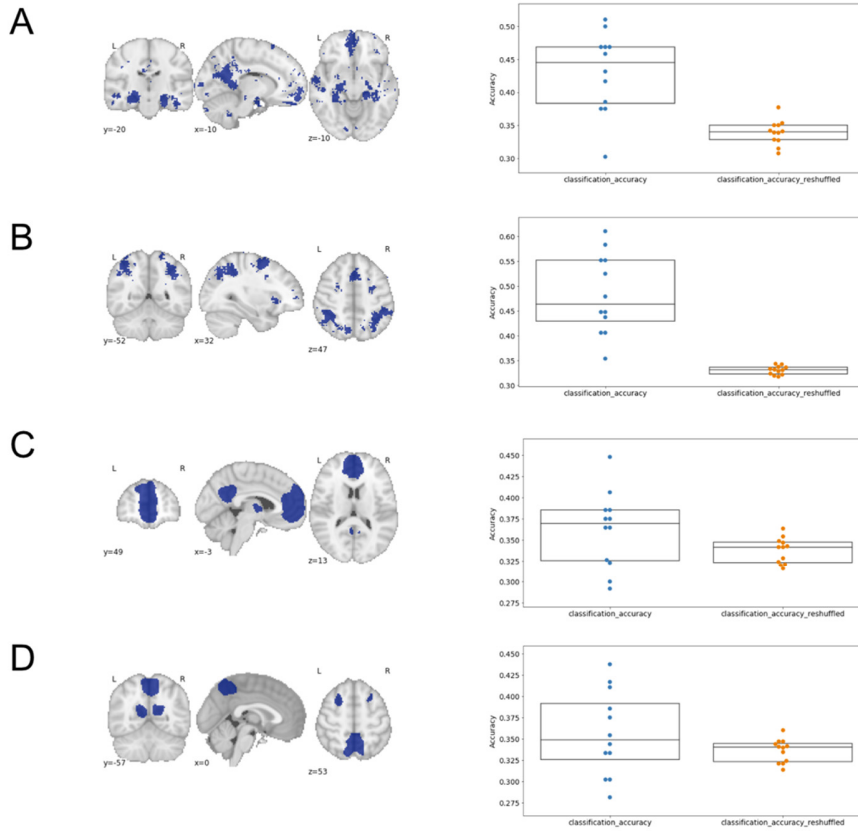 A
L R
y=-20 x=-10 z=-10
Accuracy
0.50
0.45
0.40
0.35
0.30
classification_accuracy classification_accuracy_reshuffled
B
L R L R
y=-52 x=32 z=47
Accuracy
0.60
0.55
0.50
0.45
0.40
0.35
0.30
classification_accuracy classification_accuracy_reshuffled
C
L R L R
y=49 x=-3 z=13
Accuracy
0.450
0.425
0.400
0.375
0.350
0.325
0.300
0.275
classification_accuracy classification_accuracy_reshuffled
D
L R L R
y=-57 x=0 z=53
Accuracy
0.450
0.425
0.400
0.375
0.350
0.325
0.300
0.275
classification_accuracy classification_accuracy_reshuffled